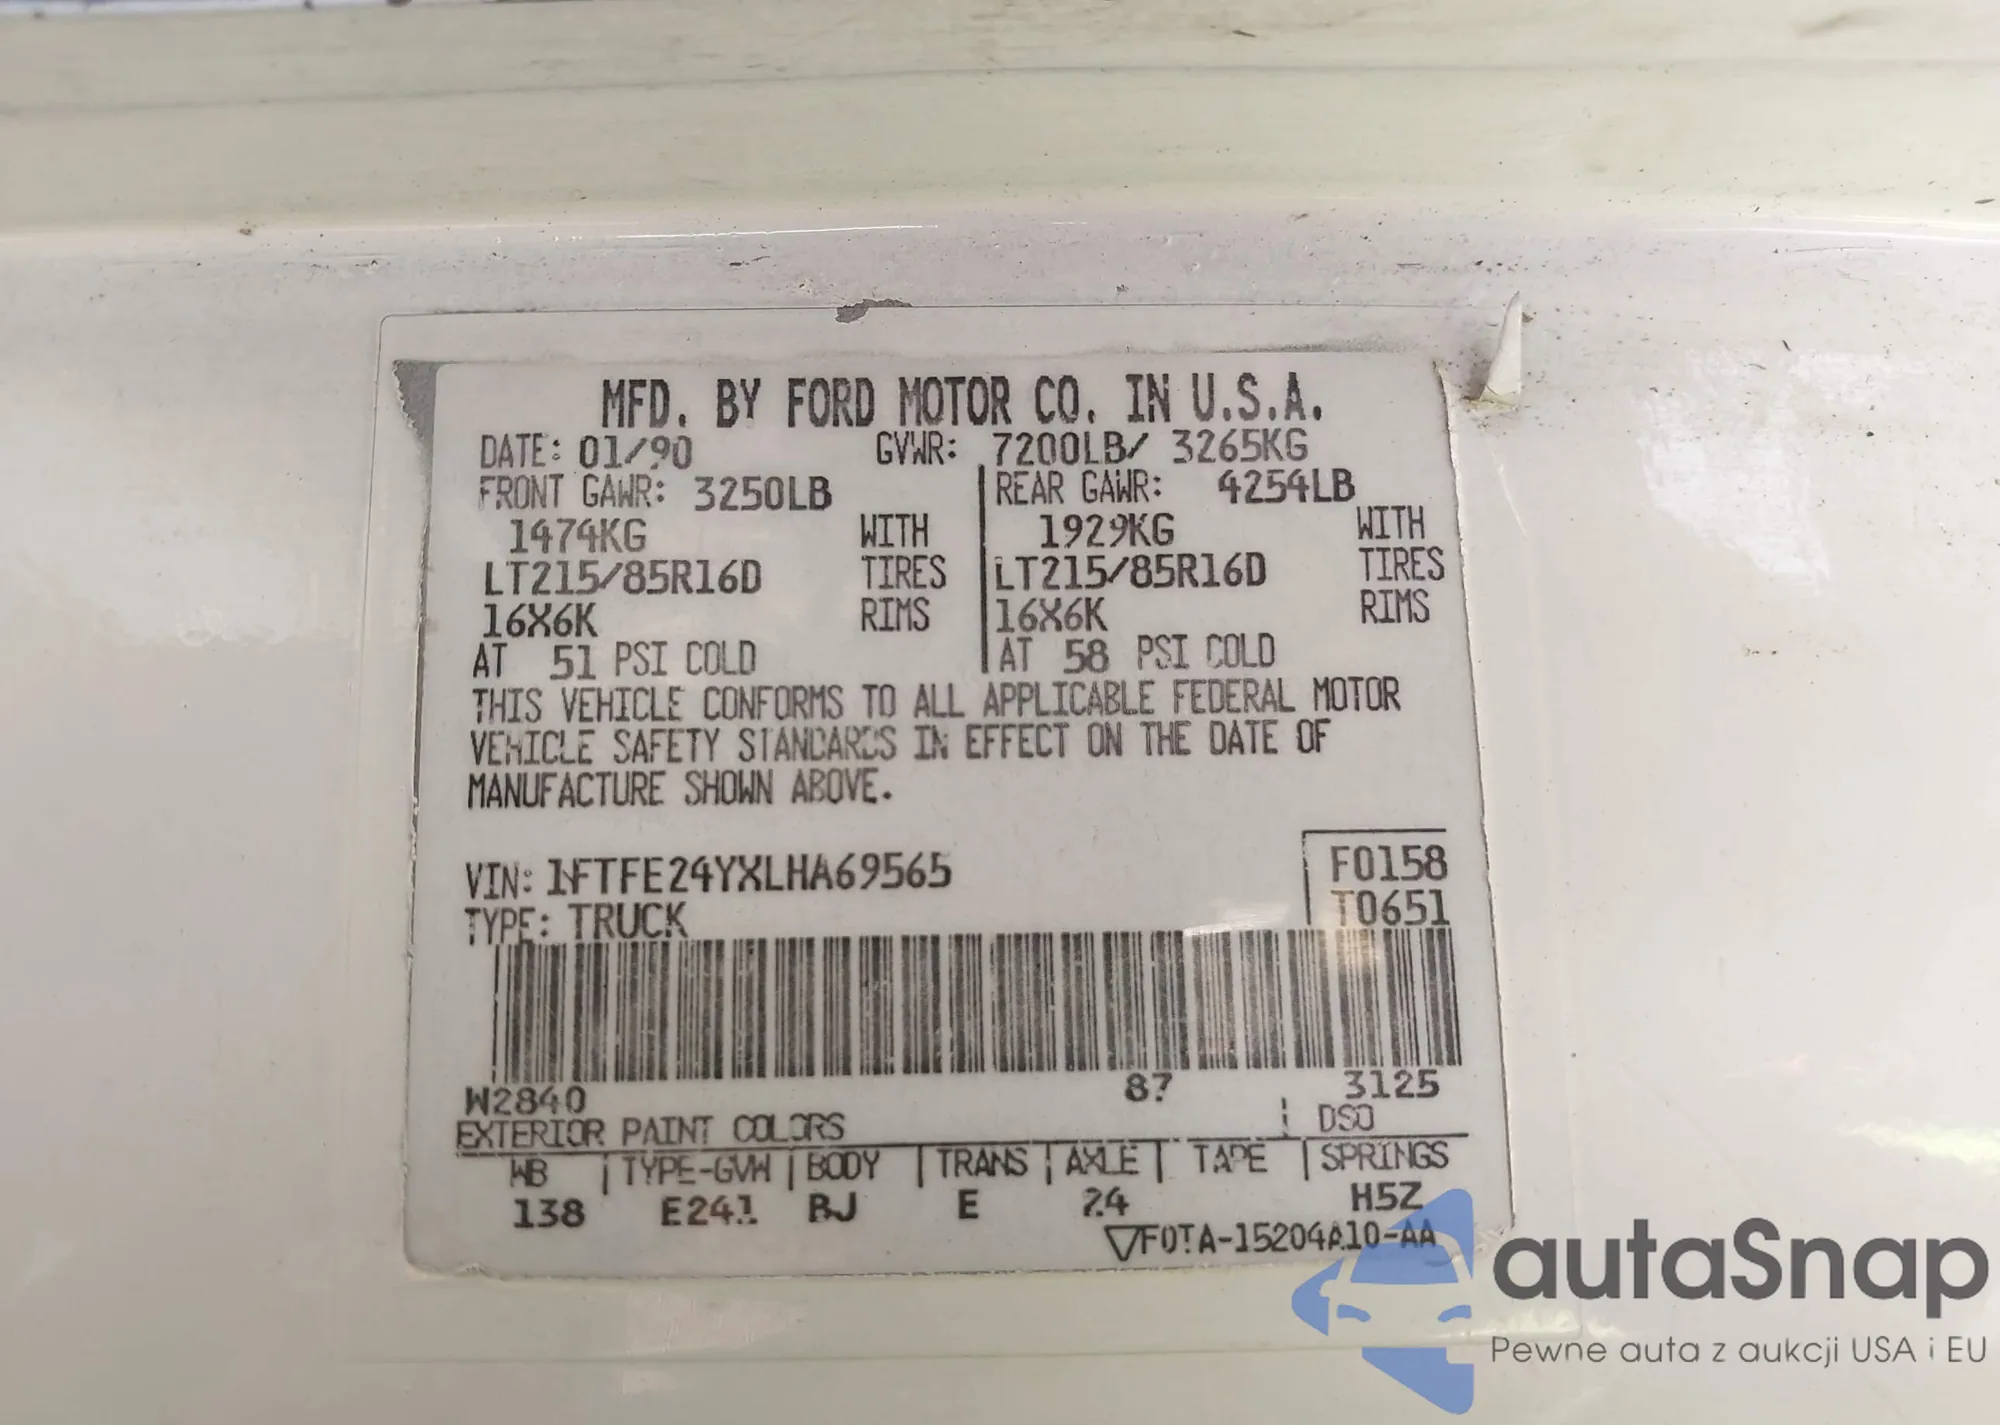 MFD. BY FORD MOTOR CO. IN U.S.A.
DATE: 01/90 GVWR: 7200LB/ 3265KG
FRONT GAWR: 3250LB REAR GAWR: 4254LB
1474KG WITH 1929KG WITH
LT215/85R16D TIRES LT215/85R16D TIRES
16X6K RIMS 16X6K RIMS
AT 51 PSI COLD AT 58 PSI COLD
THIS VEHICLE CONFORMS TO ALL APPLICABLE FEDERAL MOTOR
VEHICLE SAFETY STANDARDS IN EFFECT ON THE DATE OF
MANUFACTURE SHOWN ABOVE.
VIN: 1FTFE24YXLHA69565 F0158
TYPE: TRUCK T0651
W2840 87 3125
EXTERIOR PAINT COLORS DSO
WB TYPE-GVW BODY TRANS AXLE TAPE SPRINGS
138 E241 BJ E 24 H5Z
F0TA-15204A10-AA
autaSnap
Pewne auta z aukcji USA i EU